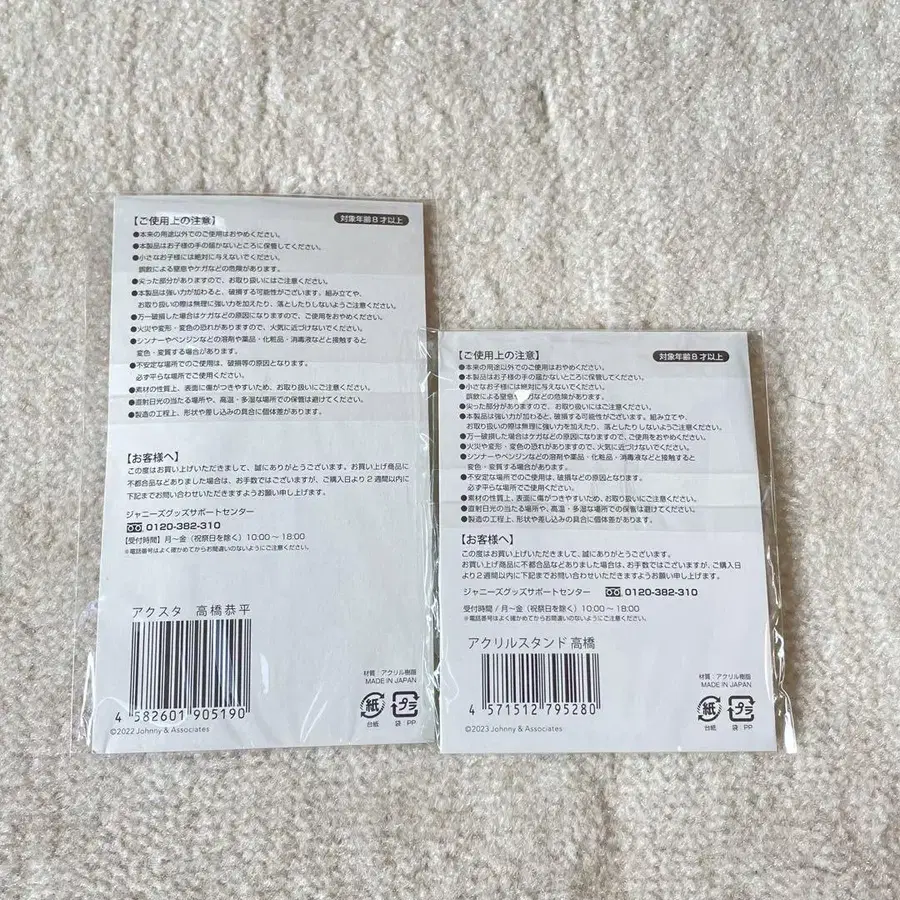 【ご使用上の注意】
対象年齢8才以上
●本来の用途以外でのご使用はおやめください。
●本製品はお子様の手の届かないところに保管してください。
●小さなお子様には絶対に与えないでください。
誤飲による窒息やケガなどの危険があります。
●尖った部分がありますので、お取り扱いにはご注意ください。
●本製品は強い力が加わると、破損する可能性がございます。組み立てや、
お取り扱いの際は無理に強い力を加えたり、落としたりしないようご注意ください。
●万一破損した場合はケガなどの原因になりますので、ご使用をおやめください。
●火災や変形・変色の恐れがありますので、火気に近づけないでください。
●シンナーやベンジンなどの溶剤や薬品・化粧品・消毒液などと接触すると
変色・変質する場合があります。
●不安定な場所でのご使用は、破損等の原因となります。
必ず平らな場所でご使用ください。
●素材の性質上、表面に傷がつきやすいため、お取り扱いにご注意ください。
●直射日光の当たる場所や、高温・多湿な場所での保管は避けてください。
●製造の工程上、形状や差し込みの具合に個体差があります。
【お客様へ】
この度はお買い上げいただきまして、誠にありがとうございます。お買い上げ商品に
不都合品などありました場合は、お手数ではございますが、ご購入日より2週間以内に
下記までお問い合わせいただきますようお願い申し上げます。
ジャニーズグッズサポートセンター
0120-382-310
【受付時間】月〜金(祝祭日を除く)10:00〜18:00
※電話番号はよく確かめてからお間違いのないようにご注意ください。
アクスタ 高橋恭平
4 582601 905190
©2022 Johnny & Associates
材質:アクリル樹脂
MADE IN JAPAN
紙
プラ
台紙
袋:PP
【ご使用上の注意】
対象年齢8才以上
●本来の用途以外でのご使用はおやめください。
●本製品はお子様の手の届かないところに保管してください。
●小さなお子様には絶対に与えないでください。
誤飲による窒息やケガなどの危険があります。
●尖った部分がありますので、お取り扱いにはご注意ください。
●本製品は強い力が加わると、破損する可能性がございます。組み立てや、
お取り扱いの際は無理に強い力を加えたり、落としたりしないようご注意ください。
●万一破損した場合はケガなどの原因になりますので、ご使用をおやめください。
●火災や変形・変色の恐れがありますので、火気に近づけないでください。
●シンナーやベンジンなどの溶剤や薬品・化粧品・消毒液などと接触すると
変色・変質する場合があります。
●不安定な場所でのご使用は、破損などの原因となります。
必ず平らな場所でご使用ください。
●素材の性質上、表面に傷がつきやすいため、お取り扱いにご注意ください。
●直射日光の当たる場所や、高温・多湿な場所での保管は避けてください。
●製造の工程上、形状や差し込みの具合に個体差があります。
【お客様へ】
この度はお買い上げいただきまして、誠にありがとうございます。
お買い上げ商品に不都合品などありました場合は、お手数ではございますが、ご購入日
より2週間以内に下記までお問い合わせいただきますようお願い申し上げます。
ジャニーズグッズサポートセンター 0120-382-310
受付時間/月〜金(祝祭日を除く)10:00〜18:00
※電話番号はよく確かめてからお間違いのないようにご注意ください。
アクリルスタンド 高橋
4 571512 795280
©2023 Johnny & Associates
材質:アクリル樹脂
MADE IN JAPAN
紙
プラ
台紙
袋:PP